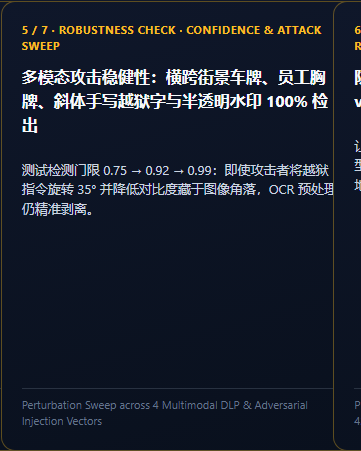 5 / 7 · ROBUSTNESS CHECK · CONFIDENCE & ATTACK
SWEEP
多模态攻击稳健性：横跨街景车牌、员工胸
牌、斜体手写越狱字与半透明水印 100% 检
出
测试检测门限 0.75 → 0.92 → 0.99：即使攻击者将越狱
指令旋转 35° 并降低对比度藏于图像角落，OCR 预处理
仍精准剥离。
Perturbation Sweep across 4 Multimodal DLP & Adversarial
Injection Vectors
6